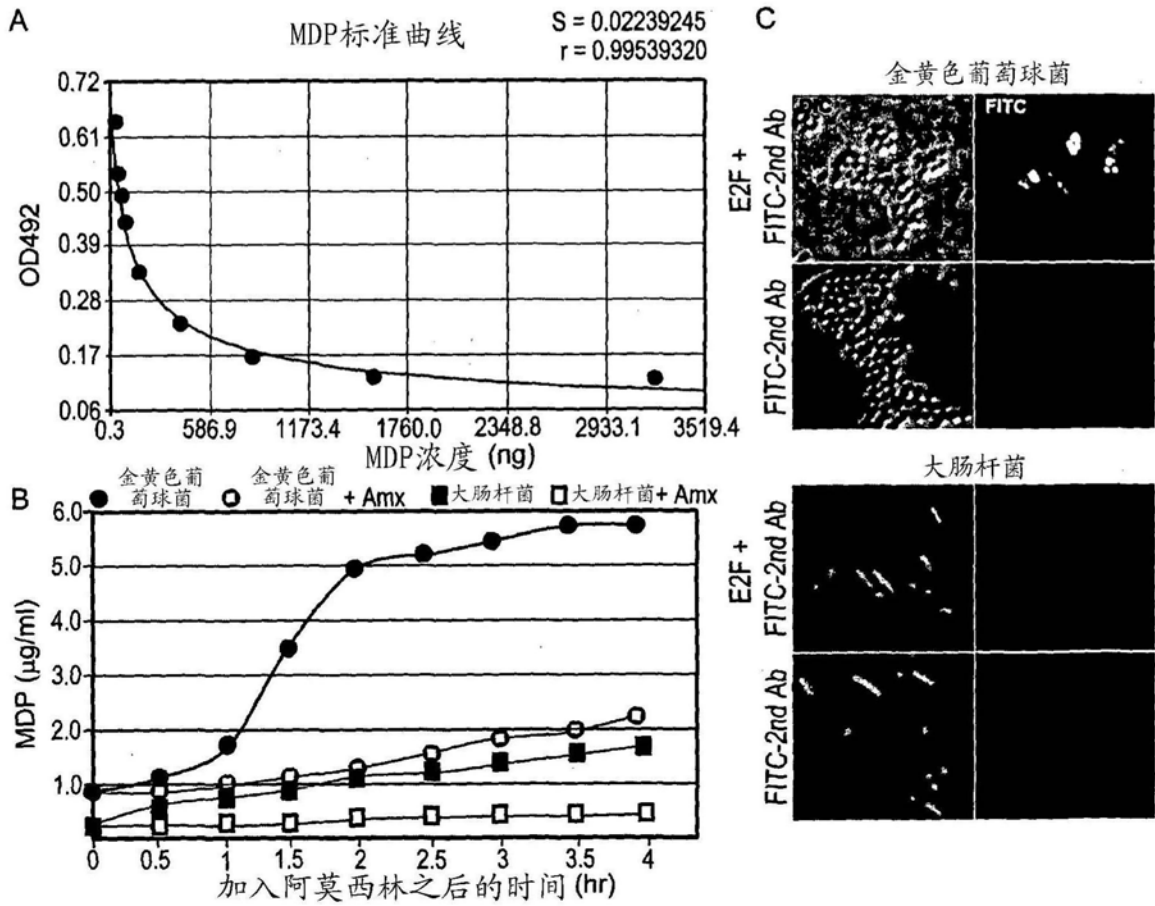 A
MDP标准曲线
S = 0.02239245
r = 0.99539320
0.72
0.61
0.50
0.39
0.28
0.17
0.06
OD492
0.3 586.9 1173.4 1760.0 2348.8 2933.1 3519.4
MDP浓度 (ng)
B
金黄色葡
萄球菌
金黄色葡
萄球菌 + Amx
大肠杆菌
大肠杆菌+ Amx
6.0
5.0
4.0
3.0
2.0
1.0
MDP (μg/ml)
0 0.5 1 1.5 2 2.5 3 3.5 4
加入阿莫西林之后的时间 (hr)
C
金黄色葡萄球菌
DIC
FITC
E2F +
FITC-2nd Ab
FITC-2nd Ab
大肠杆菌
E2F +
FITC-2nd Ab
FITC-2nd Ab